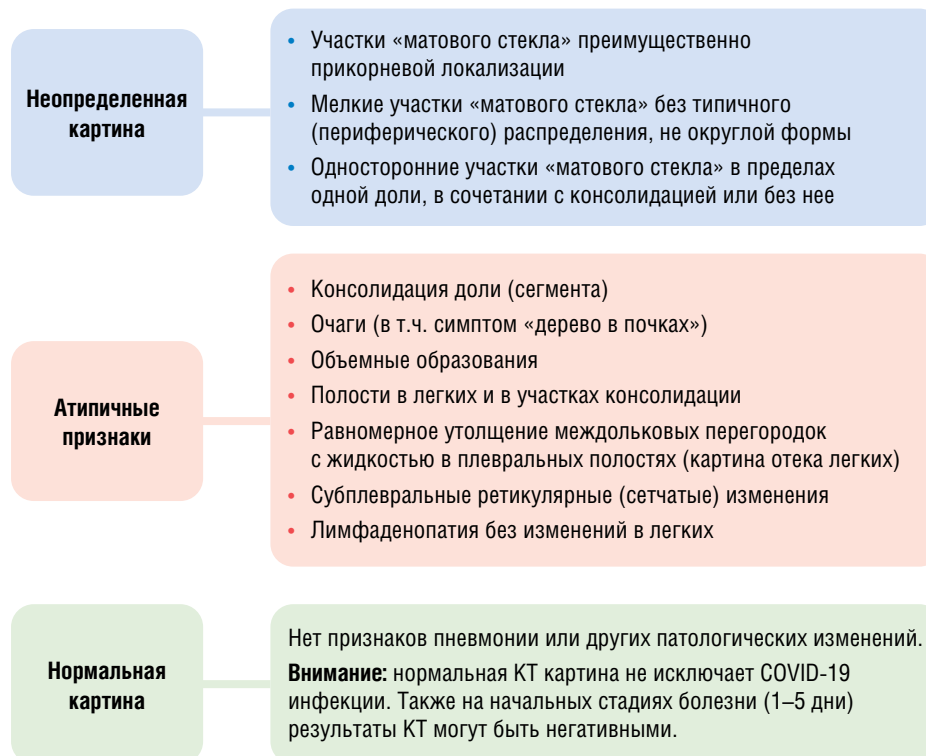 Неопределенная
картина
• Участки «матового стекла» преимущественно
прикорневой локализации
• Мелкие участки «матового стекла» без типичного
(периферического) распределения, не округлой формы
• Односторонние участки «матового стекла» в пределах
одной доли, в сочетании с консолидацией или без нее
Атипичные
признаки
• Консолидация доли (сегмента)
• Очаги (в т.ч. симптом «дерево в почках»)
• Объемные образования
• Полости в легких и в участках консолидации
• Равномерное утолщение междольковых перегородок
с жидкостью в плевральных полостях (картина отека легких)
• Субплевральные ретикулярные (сетчатые) изменения
• Лимфаденопатия без изменений в легких
Нормальная
картина
Нет признаков пневмонии или других патологических изменений.
Внимание: нормальная КТ картина не исключает COVID-19
инфекции. Также на начальных стадиях болезни (1–5 дни)
результаты КТ могут быть негативными.